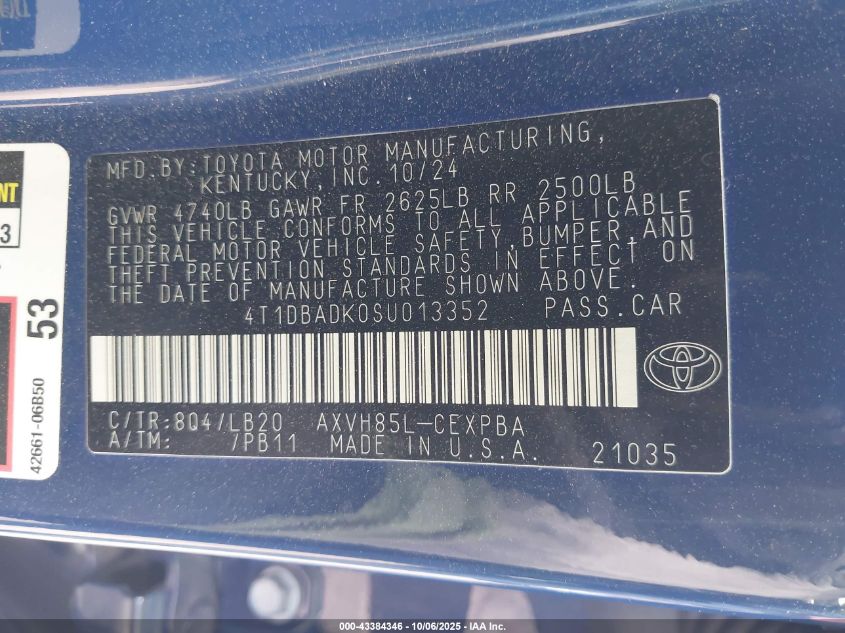 MFD.BY:TOYOTA MOTOR MANUFACTURING,
KENTUCKY,INC. 10/24
GVWR 4740LB GAWR FR 2625LB RR 2500LB
THIS VEHICLE CONFORMS TO ALL APPLICABLE
FEDERAL MOTOR VEHICLE SAFETY,BUMPER,AND
THEFT PREVENTION STANDARDS IN EFFECT ON
THE DATE OF MANUFACTURE SHOWN ABOVE.
4T1DBADK0SU013352 PASS.CAR
C/TR:8Q4/LB20 AXVH85L-CEXPBA
A/TM: 7PB11 MADE IN U.S.A. 21035
53
42661-06B50
000-43384346 - 10/06/2025 - IAA Inc.